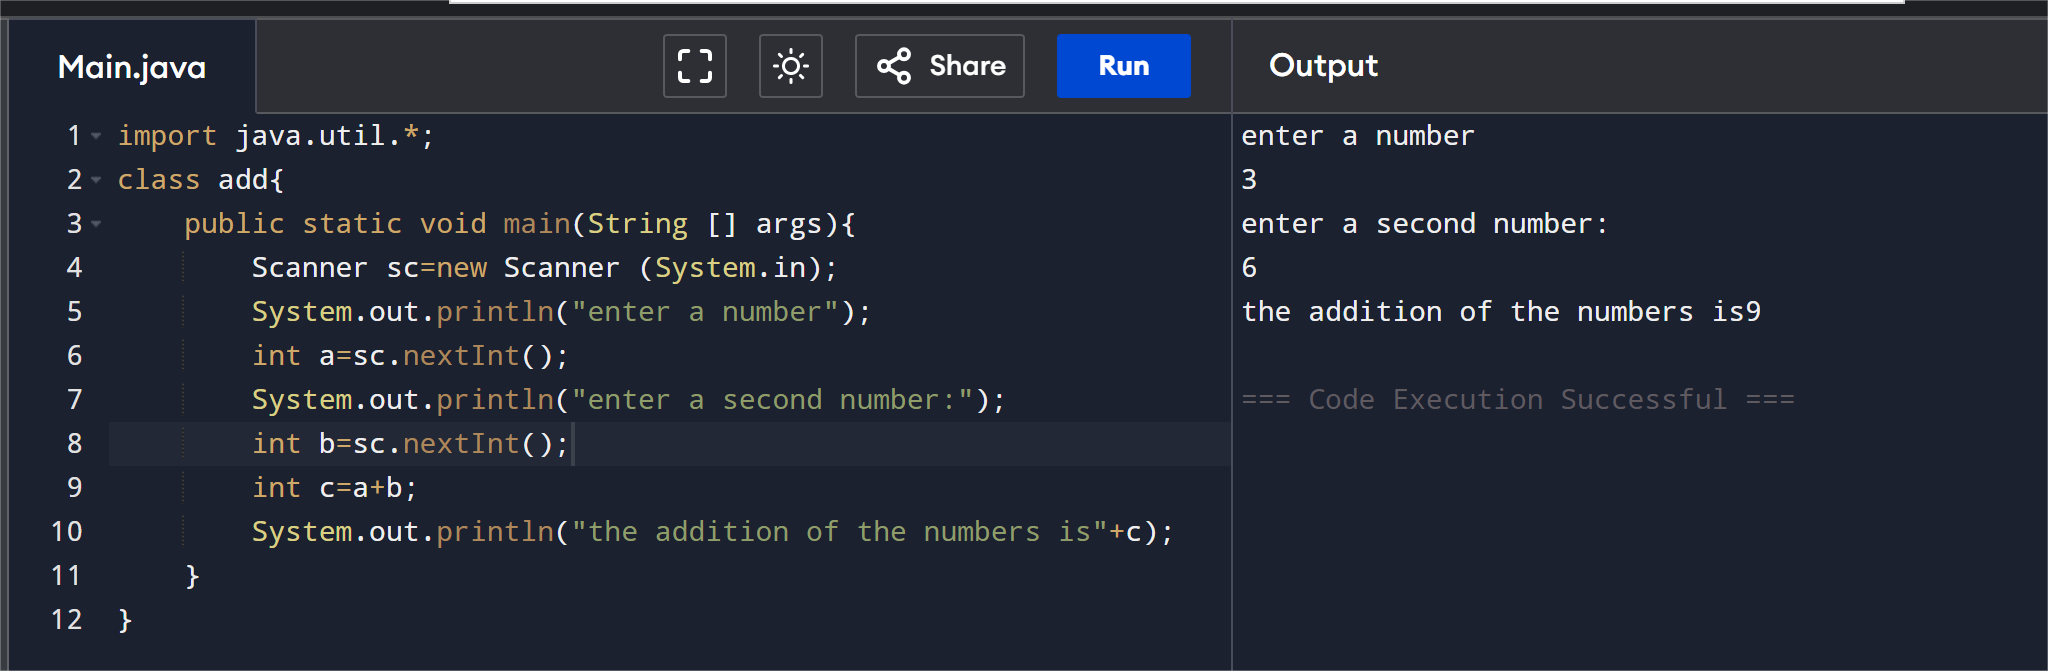 Main.java
Share
Run
Output
1 import java.util.*;
2 class add{
3 public static void main(String [] args){
4 Scanner sc=new Scanner (System.in);
5 System.out.println("enter a number");
6 int a=sc.nextInt();
7 System.out.println("enter a second number:");
8 int b=sc.nextInt();
9 int c=a+b;
10 System.out.println("the addition of the numbers is"+c);
11 }
12 }
enter a number
3
enter a second number:
6
the addition of the numbers is9
=== Code Execution Successful ===